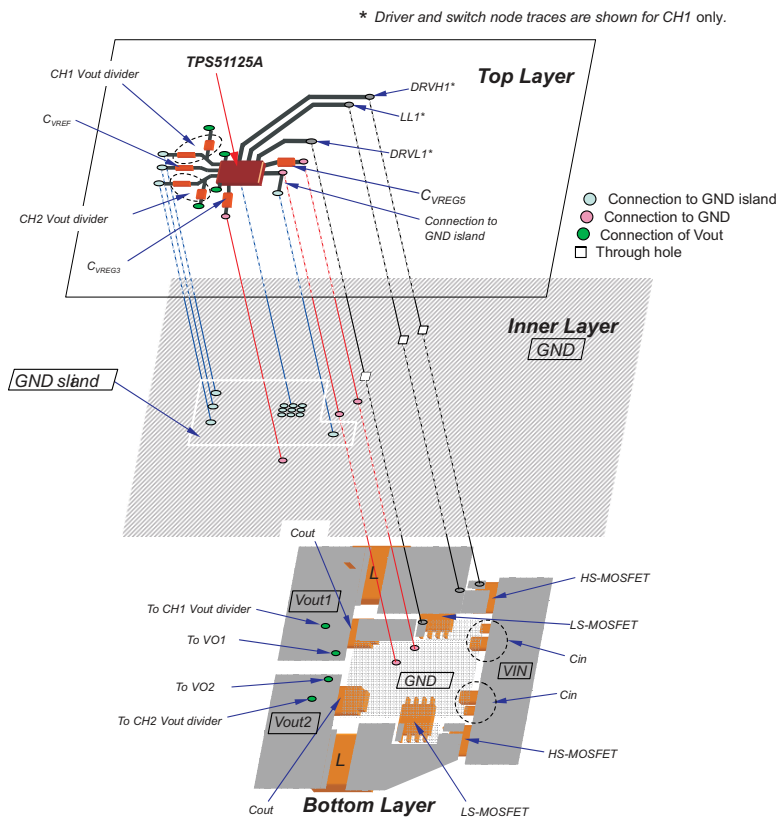 * Driver and switch node traces are shown for CH1 only.
TPS51125A
CH1 Vout divider
Top Layer
DRVH1*
LL1*
CVREF
DRVL1*
CVREG5
CH2 Vout divider
Connection to
GND island
CVREG3
Connection to GND island
Connection to GND
Connection of Vout
Through hole
Inner Layer
GND
GND sland
Cout
L
HS-MOSFET
Vout1
To CH1 Vout divider
LS-MOSFET
To VO1
Cin
GND
VIN
To VO2
Cin
To CH2 Vout divider
Vout2
HS-MOSFET
L
Cout
Bottom Layer
LS-MOSFET